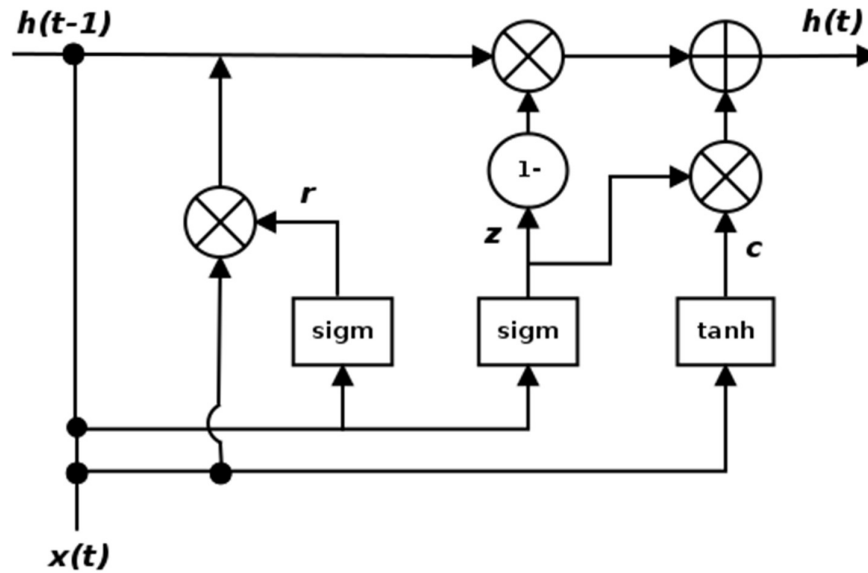 h(t-1)
h(t)
1-
r
z
c
sigm
sigm
tanh
x(t)